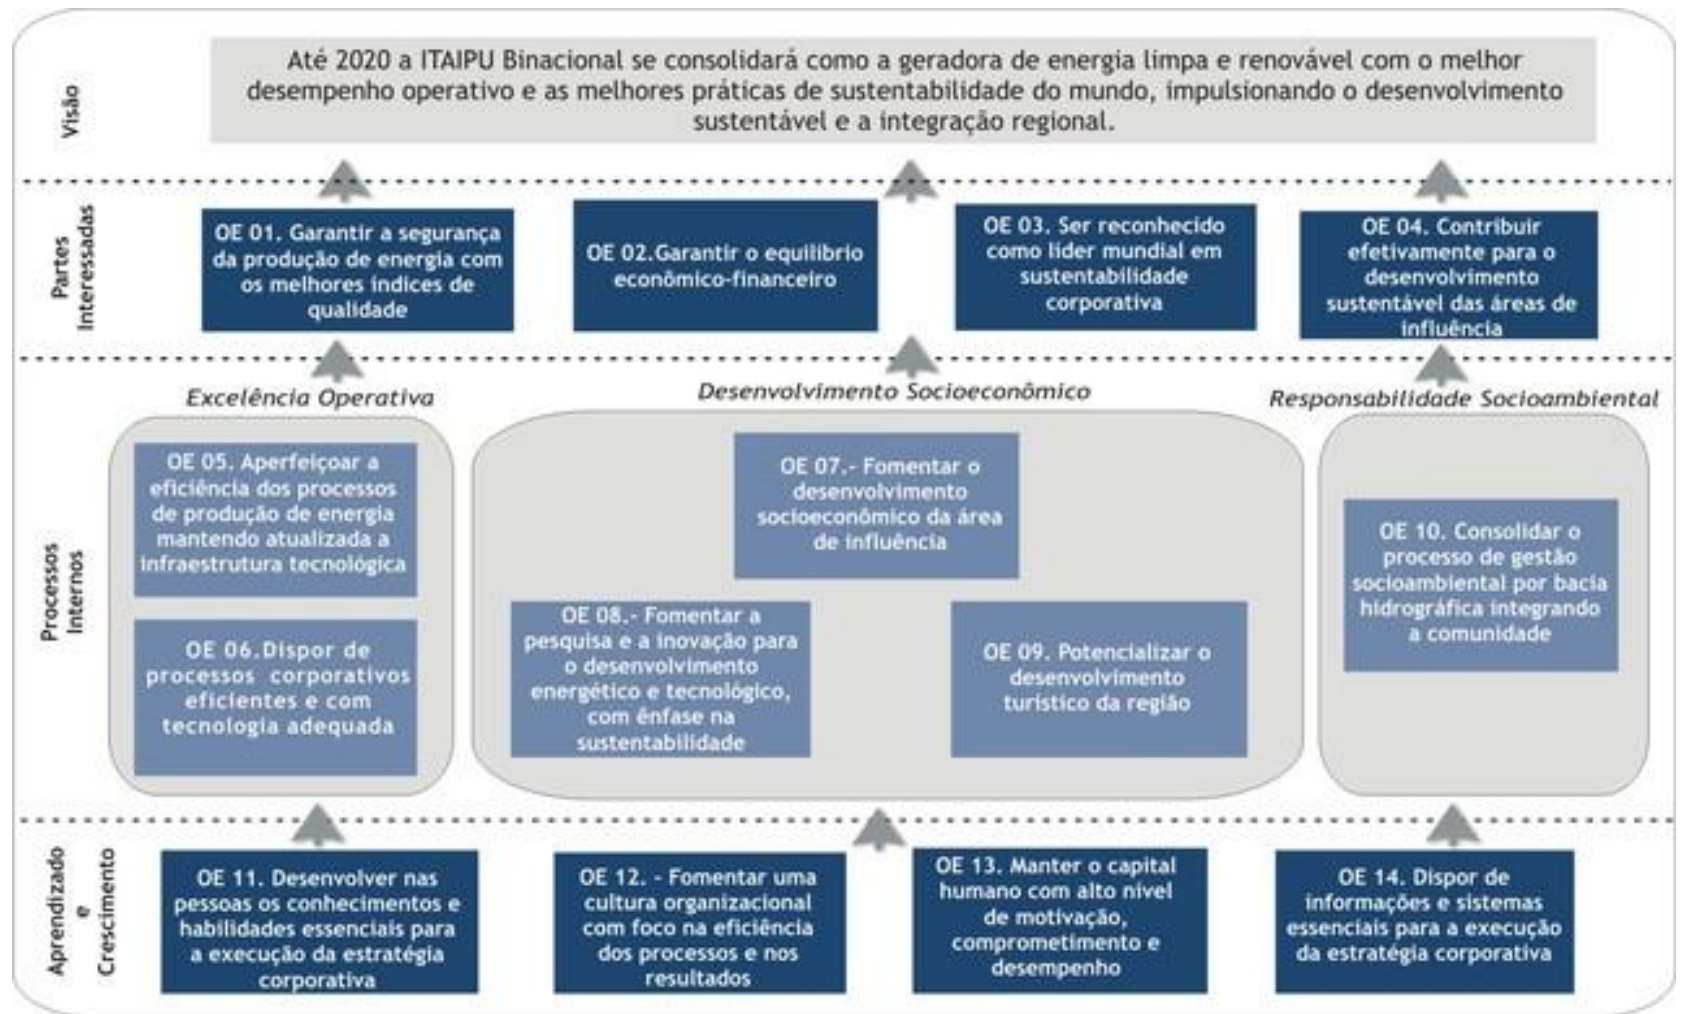 Visão
Até 2020 a ITAIPU Binacional se consolidará como a geradora de energia limpa e renovável com o melhor
desempenho operativo e as melhores práticas de sustentabilidade do mundo, impulsionando o desenvolvimento
sustentável e a integração regional.
Partes
Interessadas
OE 01. Garantir a segurança
da produção de energia com
os melhores índices de
qualidade
OE 02.Garantir o equilíbrio
econômico-financeiro
OE 03. Ser reconhecido
como líder mundial em
sustentabilidade
corporativa
OE 04. Contribuir
efetivamente para o
desenvolvimento
sustentável das áreas de
influência
Processos
Internos
Excelência Operativa
OE 05. Aperfeiçoar a
eficiência dos processos
de produção de energia
mantendo atualizada a
infraestrutura tecnológica
OE 06.Dispor de
processos corporativos
eficientes e com
tecnologia adequada
Desenvolvimento Socioeconômico
OE 07.- Fomentar o
desenvolvimento
socioeconômico da área
de influência
OE 08.- Fomentar a
pesquisa e a inovação para
o desenvolvimento
energético e tecnológico,
com ênfase na
sustentabilidade
OE 09. Potencializar o
desenvolvimento
turístico da região
Responsabilidade Socioambiental
OE 10. Consolidar o
processo de gestão
socioambiental por bacia
hidrográfica integrando
a comunidade
Aprendizado
e
Crescimento
OE 11. Desenvolver nas
pessoas os conhecimentos e
habilidades essenciais para
a execução da estratégia
corporativa
OE 12. - Fomentar uma
cultura organizacional
com foco na eficiência
dos processos e nos
resultados
OE 13. Manter o capital
humano com alto nível
de motivação,
comprometimento e
desempenho
OE 14. Dispor de
informações e sistemas
essenciais para a execução
da estratégia corporativa